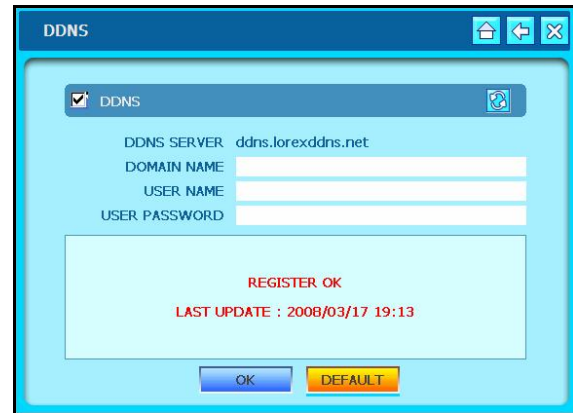 DDNS
DDNS
DDNS SERVER ddns.lorexddns.net
DOMAIN NAME
USER NAME
USER PASSWORD
REGISTER OK
LAST UPDATE : 2008/03/17 19:13
OK DEFAULT